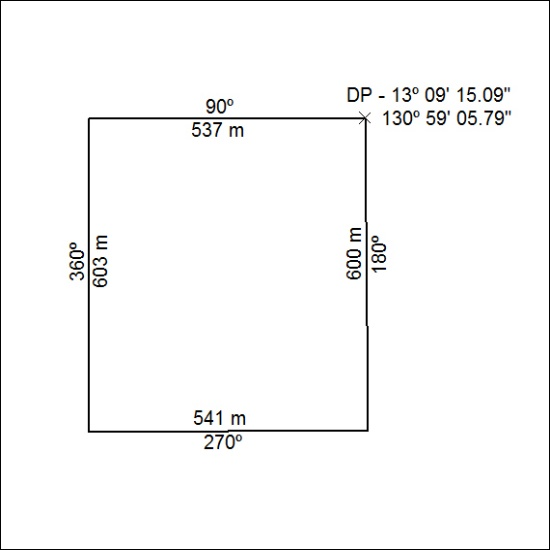 DP - 13º 09' 15.09"
90º
130º 59' 05.79"
537 m
360º
603 m
600 m
180º
541 m
270º